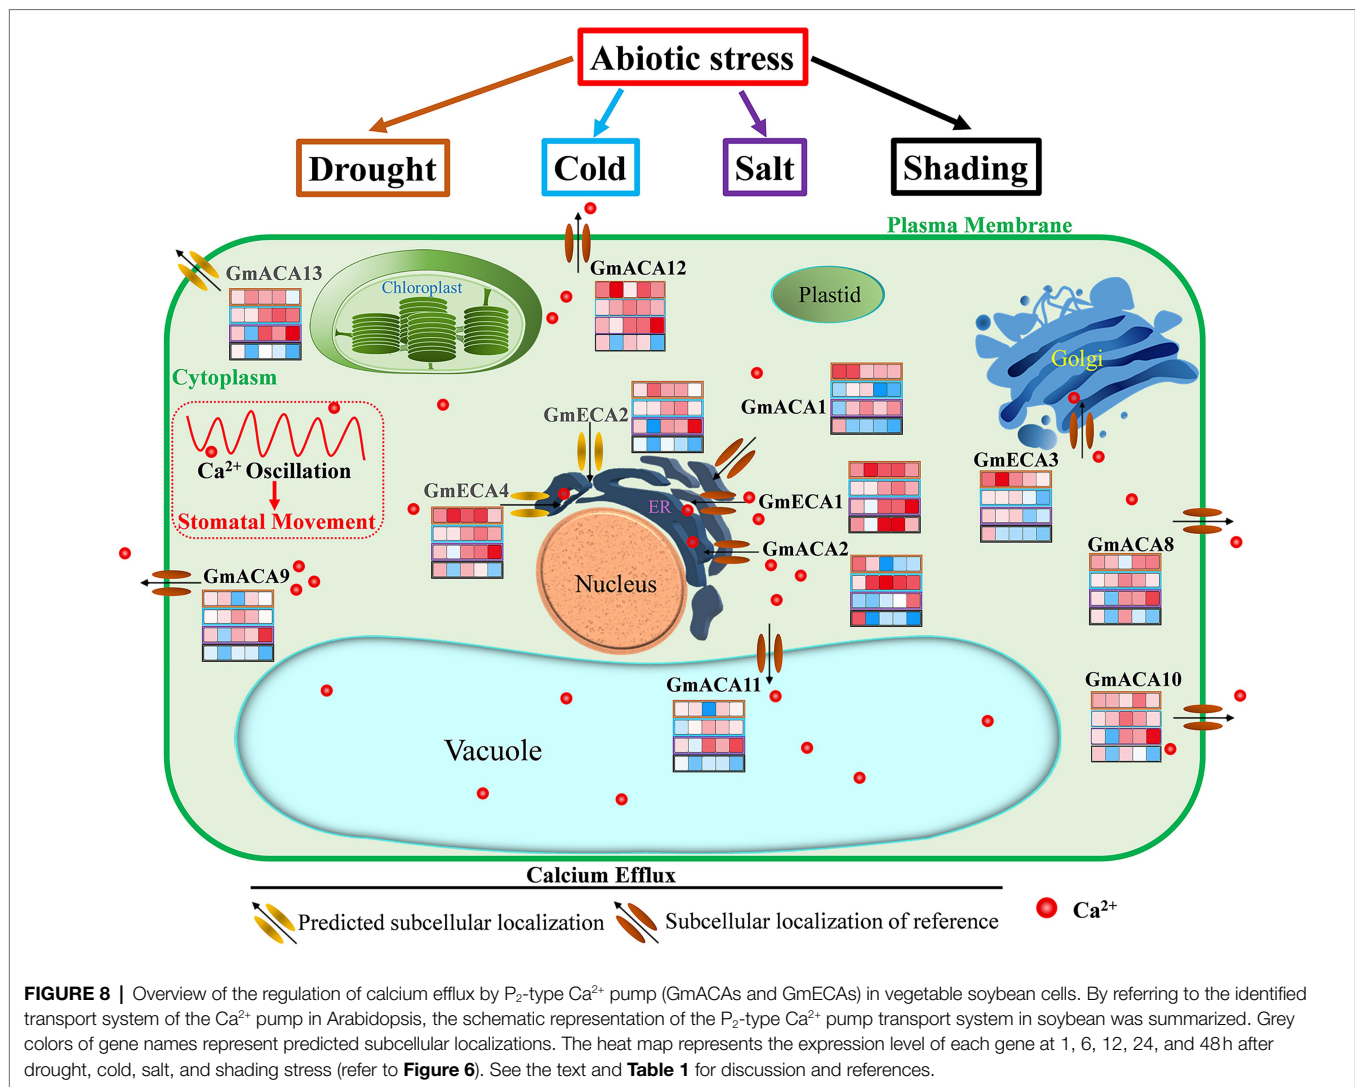 Abiotic stress
Drought
Cold
Salt
Shading
Plasma Membrane
GmACA13
Chloroplast
GmACA12
Plastid
Golgi
Cytoplasm
GmECA2
GmACA1
Ca²⁺ Oscillation
Stomatal Movement
GmECA4
ER
GmECA1
GmECA3
GmACA2
GmACA8
GmACA9
Nucleus
GmACA11
GmACA10
Vacuole
Calcium Efflux
Predicted subcellular localization
Subcellular localization of reference
Ca²⁺
FIGURE 8 | Overview of the regulation of calcium efflux by P₂-type Ca²⁺ pump (GmACAs and GmECAs) in vegetable soybean cells. By referring to the identified
transport system of the Ca²⁺ pump in Arabidopsis, the schematic representation of the P₂-type Ca²⁺ pump transport system in soybean was summarized. Grey
colors of gene names represent predicted subcellular localizations. The heat map represents the expression level of each gene at 1, 6, 12, 24, and 48 h after
drought, cold, salt, and shading stress (refer to Figure 6). See the text and Table 1 for discussion and references.